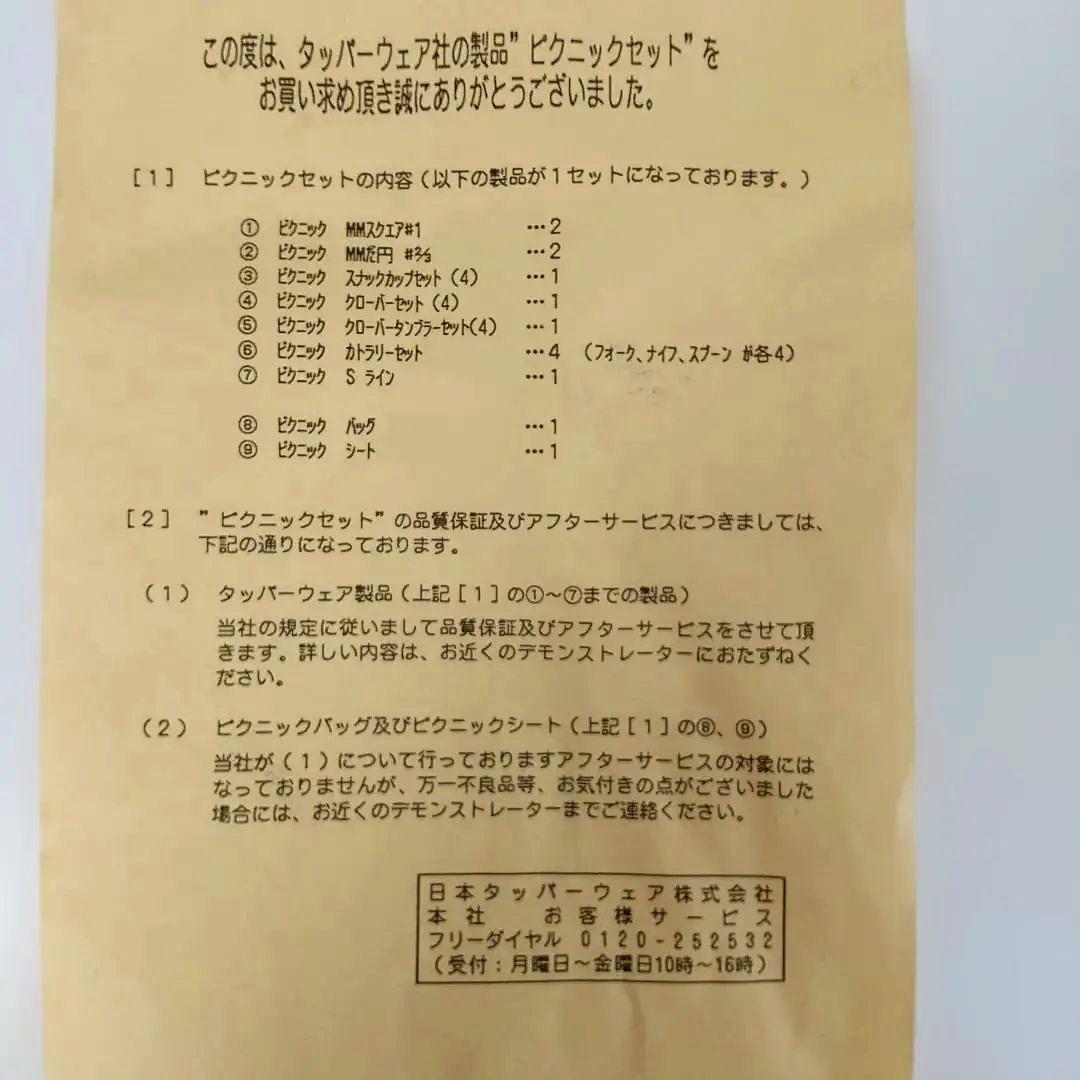 この度は、タッパーウェア社の製品”ピクニックセット”を
お買い求め頂き誠にありがとうございました。
[1] ピクニックセットの内容(以下の製品が1セットになっております。)
① ピクニック MMスクエア#1 …2
② ピクニック MMだ円 #⅔ …2
③ ピクニック スナックカップセット(4) …1
④ ピクニック クローバーセット(4) …1
⑤ ピクニック クローバータンブラーセット(4) …1
⑥ ピクニック カトラリーセット …4 (フォーク、ナイフ、スプーン が各4)
⑦ ピクニック S ライン …1
⑧ ピクニック バッグ …1
⑨ ピクニック シート …1
[2] ”ピクニックセット”の品質保証及びアフターサービスにつきましては、
下記の通りになっております。
(1) タッパーウェア製品(上記[1]の①~⑦までの製品)
当社の規定に従いまして品質保証及びアフターサービスをさせて頂
きます。詳しい内容は、お近くのデモンストレーターにおたずねく
ださい。
(2) ピクニックバッグ及びピクニックシート(上記[1]の⑧、⑨)
当社が(1)について行っておりますアフターサービスの対象には
なっておりませんが、万一不良品等、お気付きの点がございました
場合には、お近くのデモンストレーターまでご連絡ください。
日本タッパーウェア株式会社
本社 お客様サービス
フリーダイヤル 0120-252532
(受付:月曜日~金曜日10時~16時)